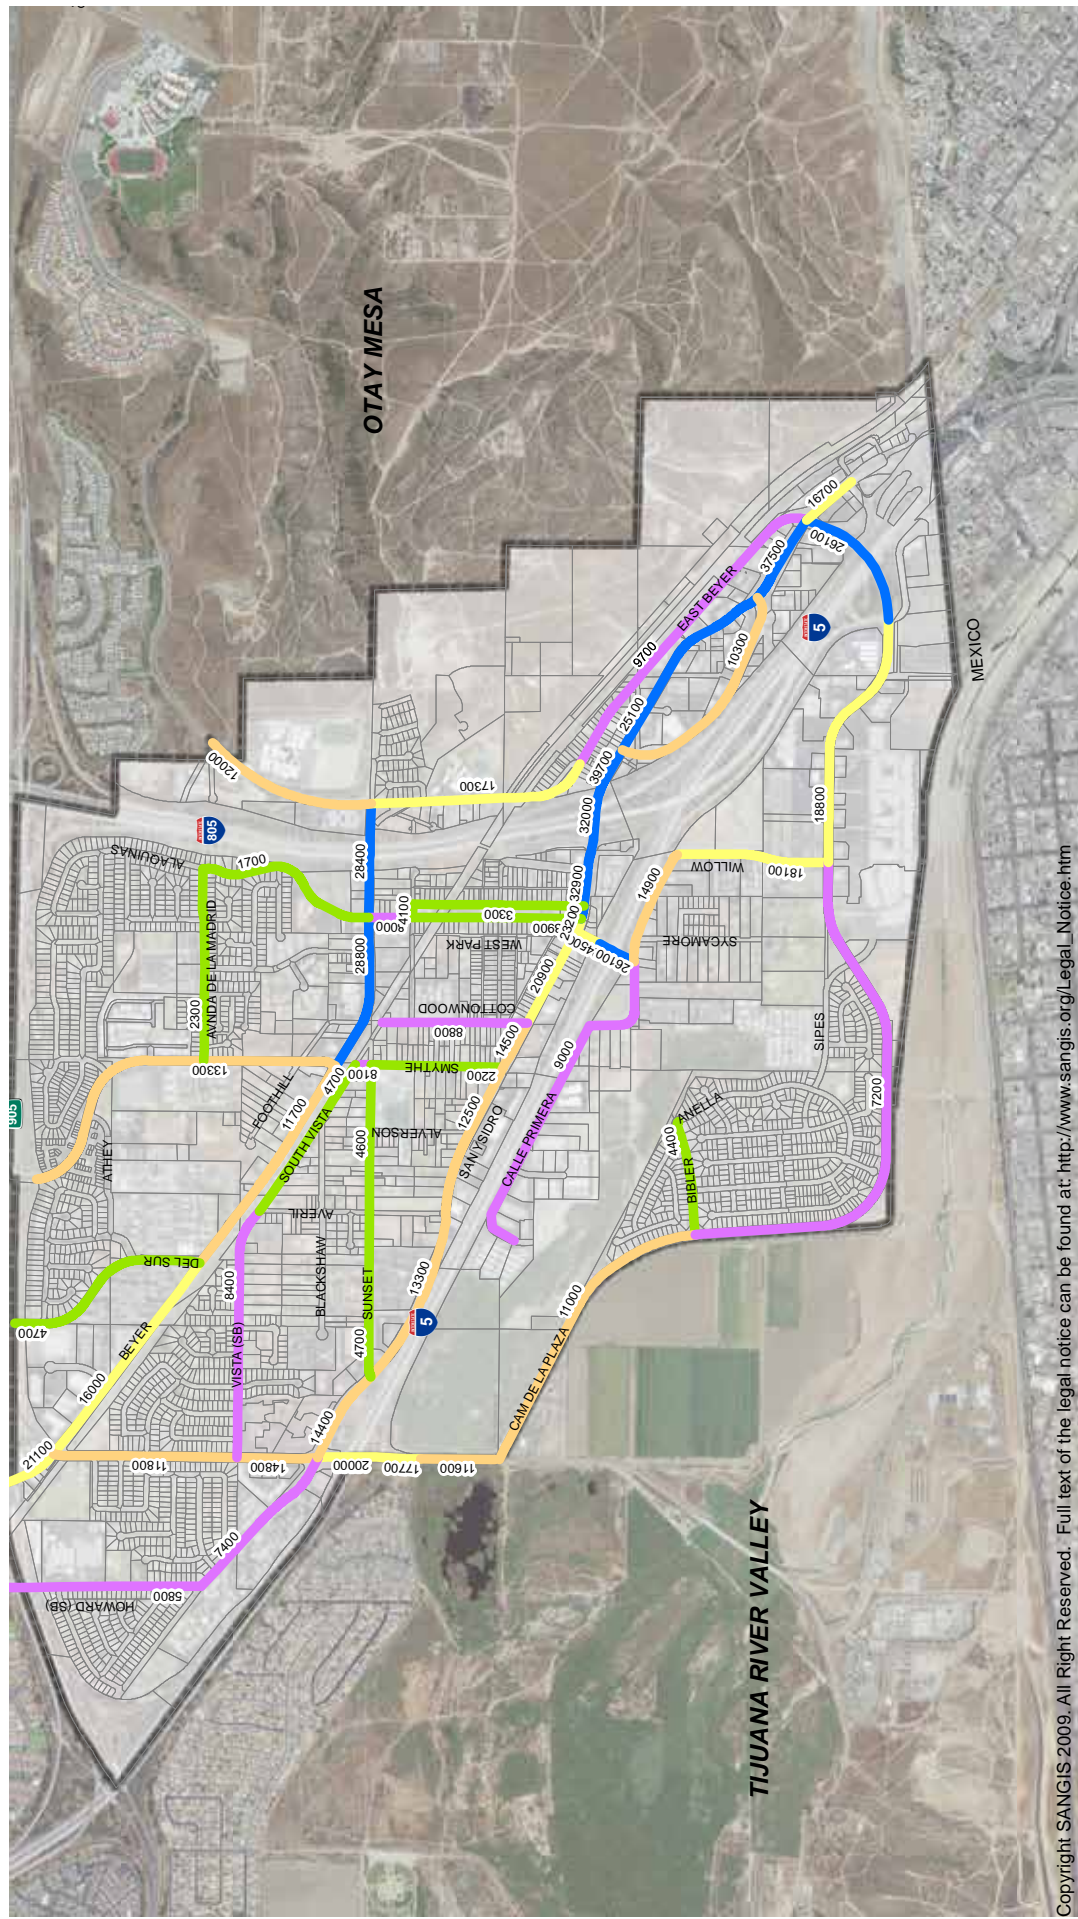 OTAY MESA
TIJUANA RIVER VALLEY
MEXICO
905
INTERSTATE
805
INTERSTATE
5
INTERSTATE
5
HOWARD (SB)
5800
7400
21100
16000
BEYER
11800
14800
20000
17700
11600
14400
VISTA (SB)
8400
4700
DEL SUR
ATHEY
BLACKSHAW
AVERIL
SOUTH VISTA
11700
FOOTHILL
4700
SUNSET
4700
4600
ALVERSON
13300
SAN YSIDRO
12500
13300
2300
AVNDA DE LA MADRID
1700
ALAQUINAS
12000
8100
SMYTHE
2200
14500
COTTONWOOD
8800
20900
28800
28400
8000
4100
3300
3900
WEST PARK
23200
32900
32000
39700
17300
25100
9700
EAST BEYER
10300
37500
16700
26100
4500
26100
14900
WILLOW
18100
SYCAMORE
18800
9000
CALLE PRIMERA
SIPES
7200
ANELLA
4400
BIBLER
11000
CAM DE LA PLAZA
Copyright SANGIS 2009. All Right Reserved. Full text of the legal notice can be found at: http://www.sangis.org/Legal_Notice.htm